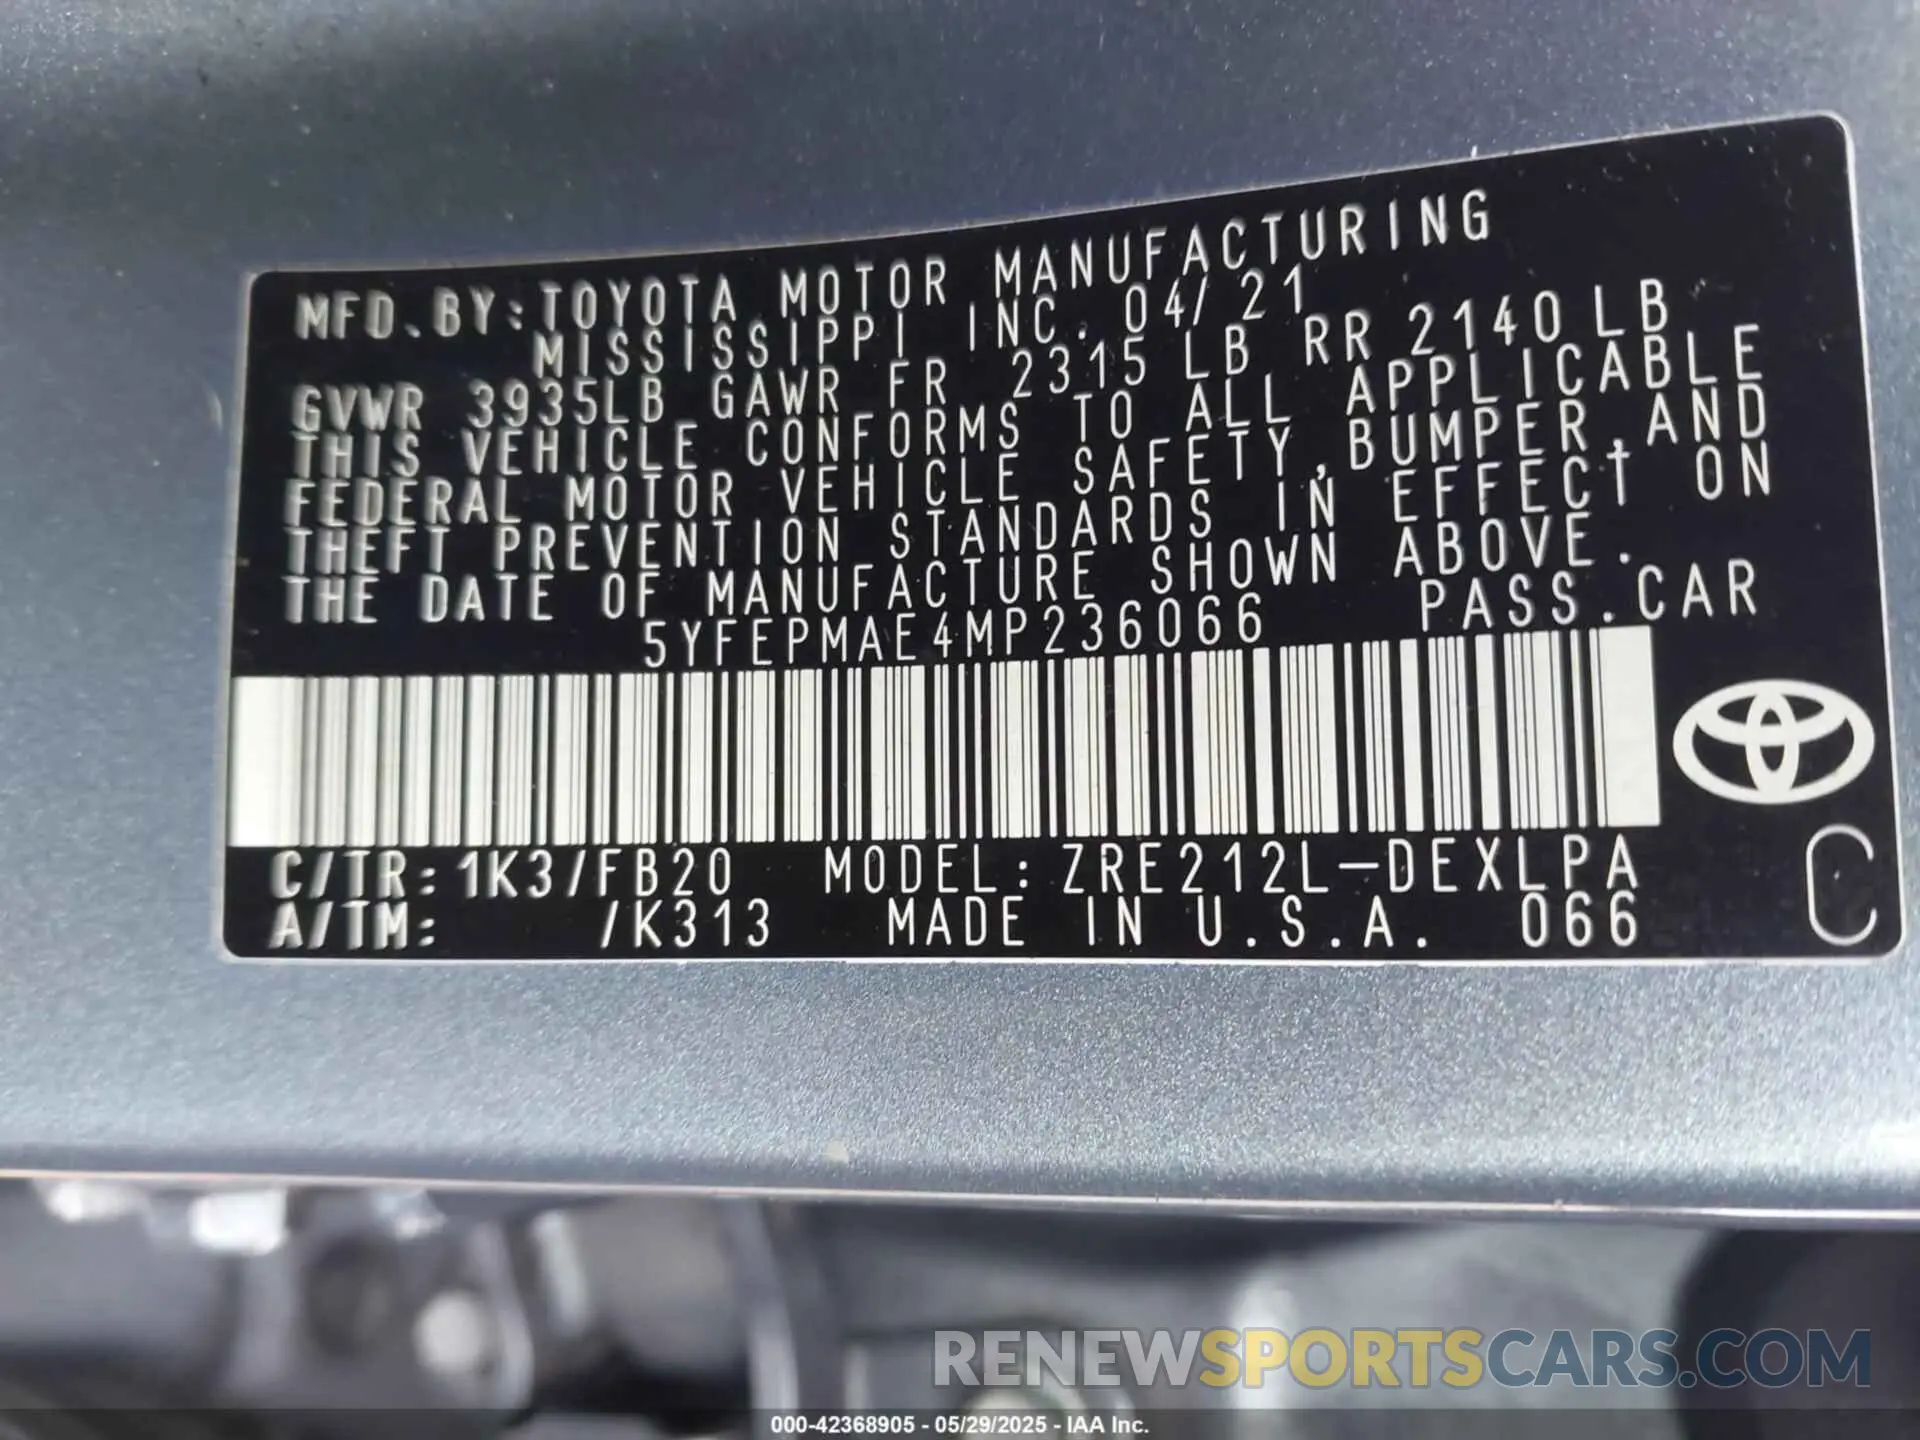 MFD. BY: TOYOTA MOTOR MANUFACTURING
MISSISSIPPI INC. 04/21
GVWR 3935LB GAWR FR 2315 LB RR 2140 LB
THIS VEHICLE CONFORMS TO ALL APPLICABLE
FEDERAL MOTOR VEHICLE SAFETY, BUMPER, AND
THEFT PREVENTION STANDARDS IN EFFECT ON
THE DATE OF MANUFACTURE SHOWN ABOVE.
5YFEPMAE4MP236066 PASS. CAR
C/TR: 1K3/FB20 MODEL: ZRE212L-DEXLPA
A/TM: /K313 MADE IN U.S.A. 066 C
RENEWSPORTSCARS.COM
000-42368905 - 05/29/2025 - IAA Inc.